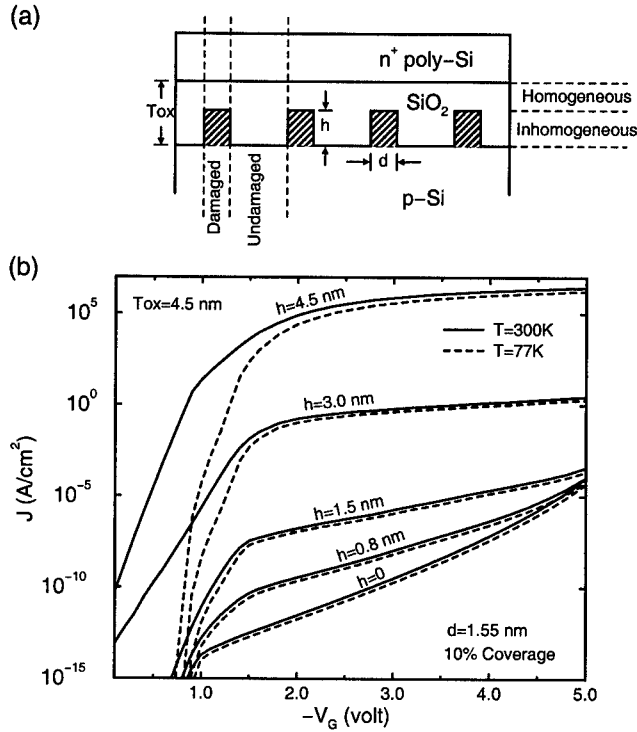 (a)
n⁺ poly-Si
Tox
SiO₂
Homogeneous
h
Inhomogeneous
d
Damaged
Undamaged
p-Si
(b)
Tox=4.5 nm
h=4.5 nm
T=300K
T=77K
h=3.0 nm
h=1.5 nm
h=0.8 nm
h=0
d=1.55 nm
10% Coverage
J (A/cm²)
10⁵
10⁰
10⁻⁵
10⁻¹⁰
10⁻¹⁵
1.0 2.0 3.0 4.0 5.0
-V_G (volt)